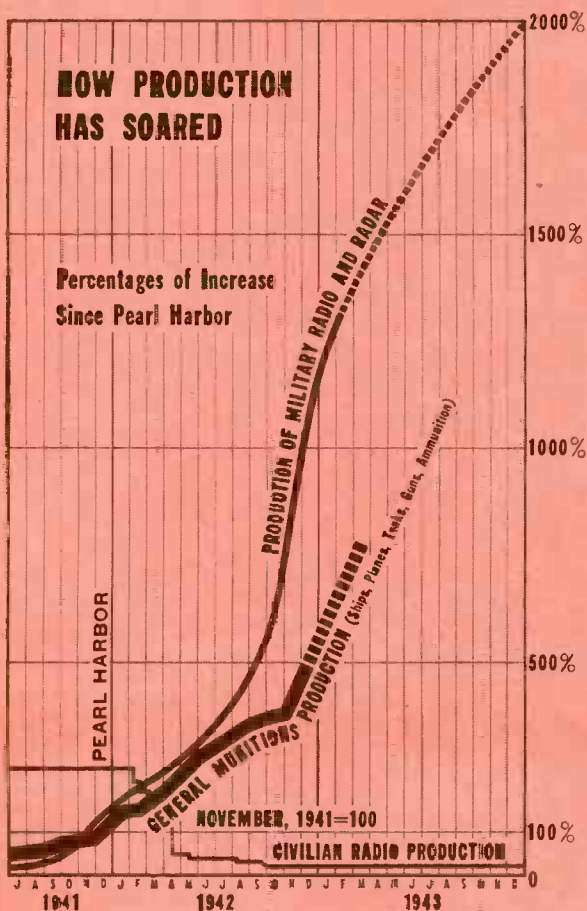 HOW PRODUCTION
HAS SOARED
Percentages of Increase
Since Pearl Harbor
2000%
1500%
1000%
500%
100%
0
PRODUCTION OF MILITARY RADIO AND RADAR
GENERAL MUNITIONS PRODUCTION (Ships, Planes, Tanks, Guns, Ammunition)
PEARL HARBOR
NOVEMBER, 1941=100
CIVILIAN RADIO PRODUCTION
J A S O N D J F M A M J J A S O N D J F M A M J J A S O N D
1941 1942 1943